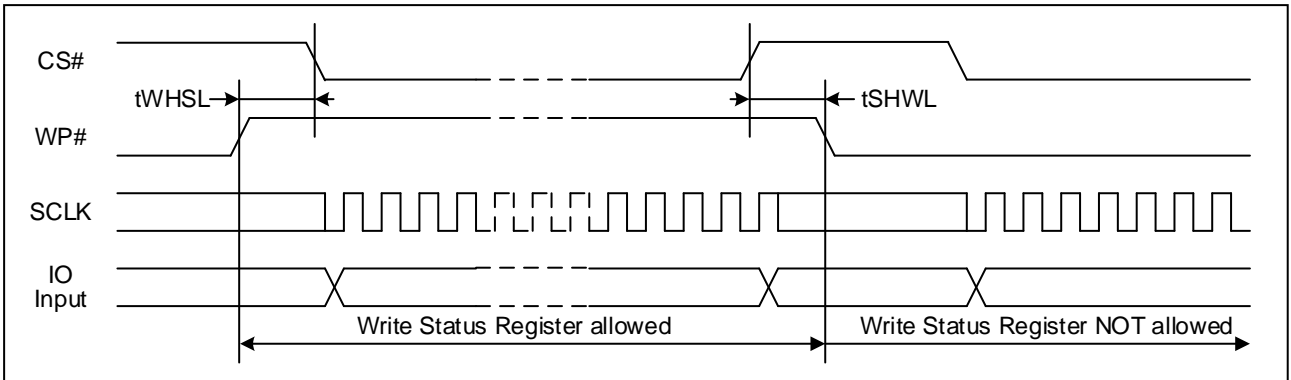 CS#
tWHSL
tSHWL
WP#
SCLK
IO
Input
Write Status Register allowed
Write Status Register NOT allowed